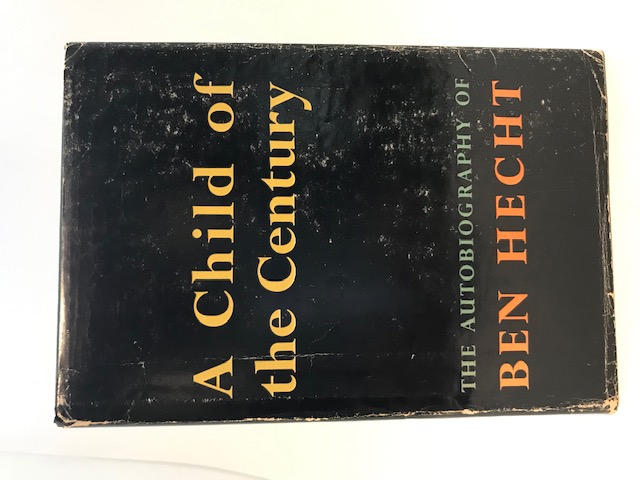 A Child of
the Century
THE AUTOBIOGRAPHY OF
BEN HECHT